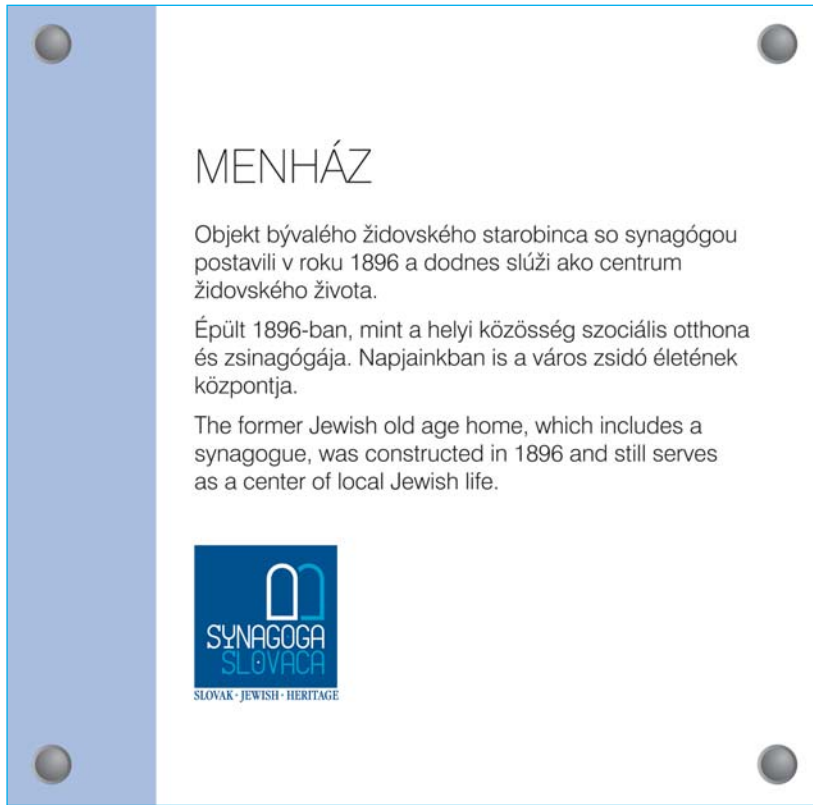 MENHÁZ
Objekt bývalého židovského starobinca so synagógou
postavili v roku 1896 a dodnes slúži ako centrum
židovského života.
Épült 1896-ban, mint a helyi közösség szociális otthona
és zsinagógája. Napjainkban is a város zsidó életének
központja.
The former Jewish old age home, which includes a
synagogue, was constructed in 1896 and still serves
as a center of local Jewish life.
SYNAGOGA
SLOVACA
SLOVAK · JEWISH · HERITAGE